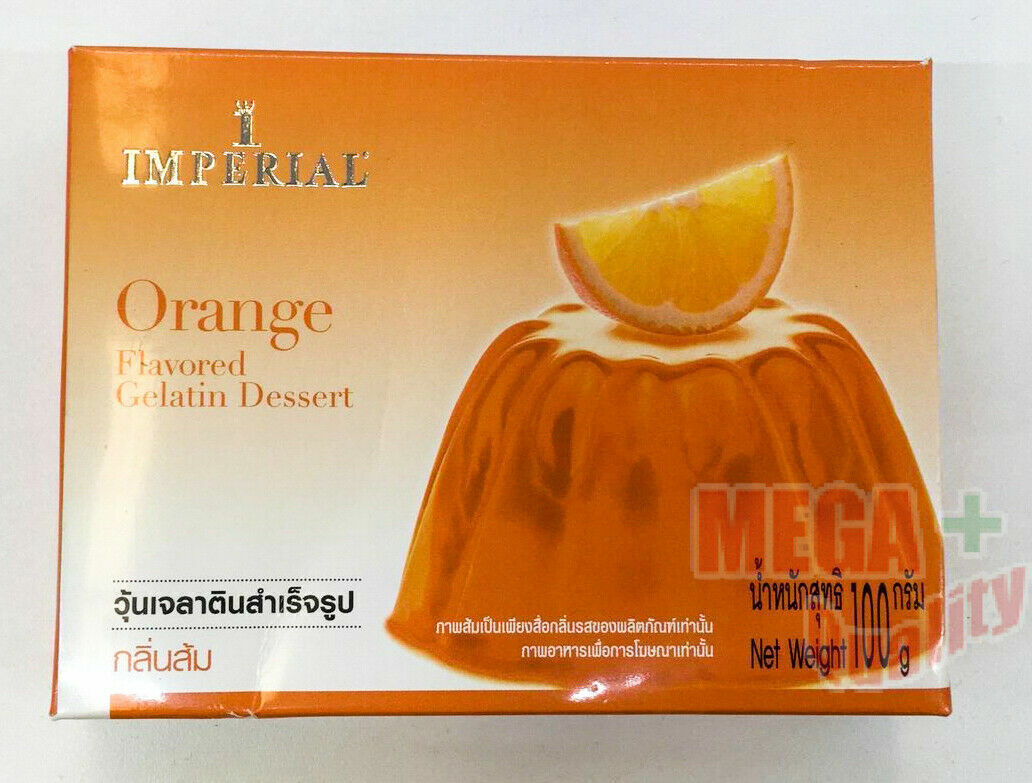 1
IMPERIAL®
Orange
Flavored
Gelatin Dessert
วุ้นเจลาตินสำเร็จรูป
กลิ่นส้ม
ภาพส้มเป็นเพียงสื่อกลิ่นรสของผลิตภัณฑ์เท่านั้น
ภาพอาหารเพื่อการโฆษณาเท่านั้น
น้ำหนักสุทธิ 100 กรัม
Net Weight 100 g
MEGA +
Quality